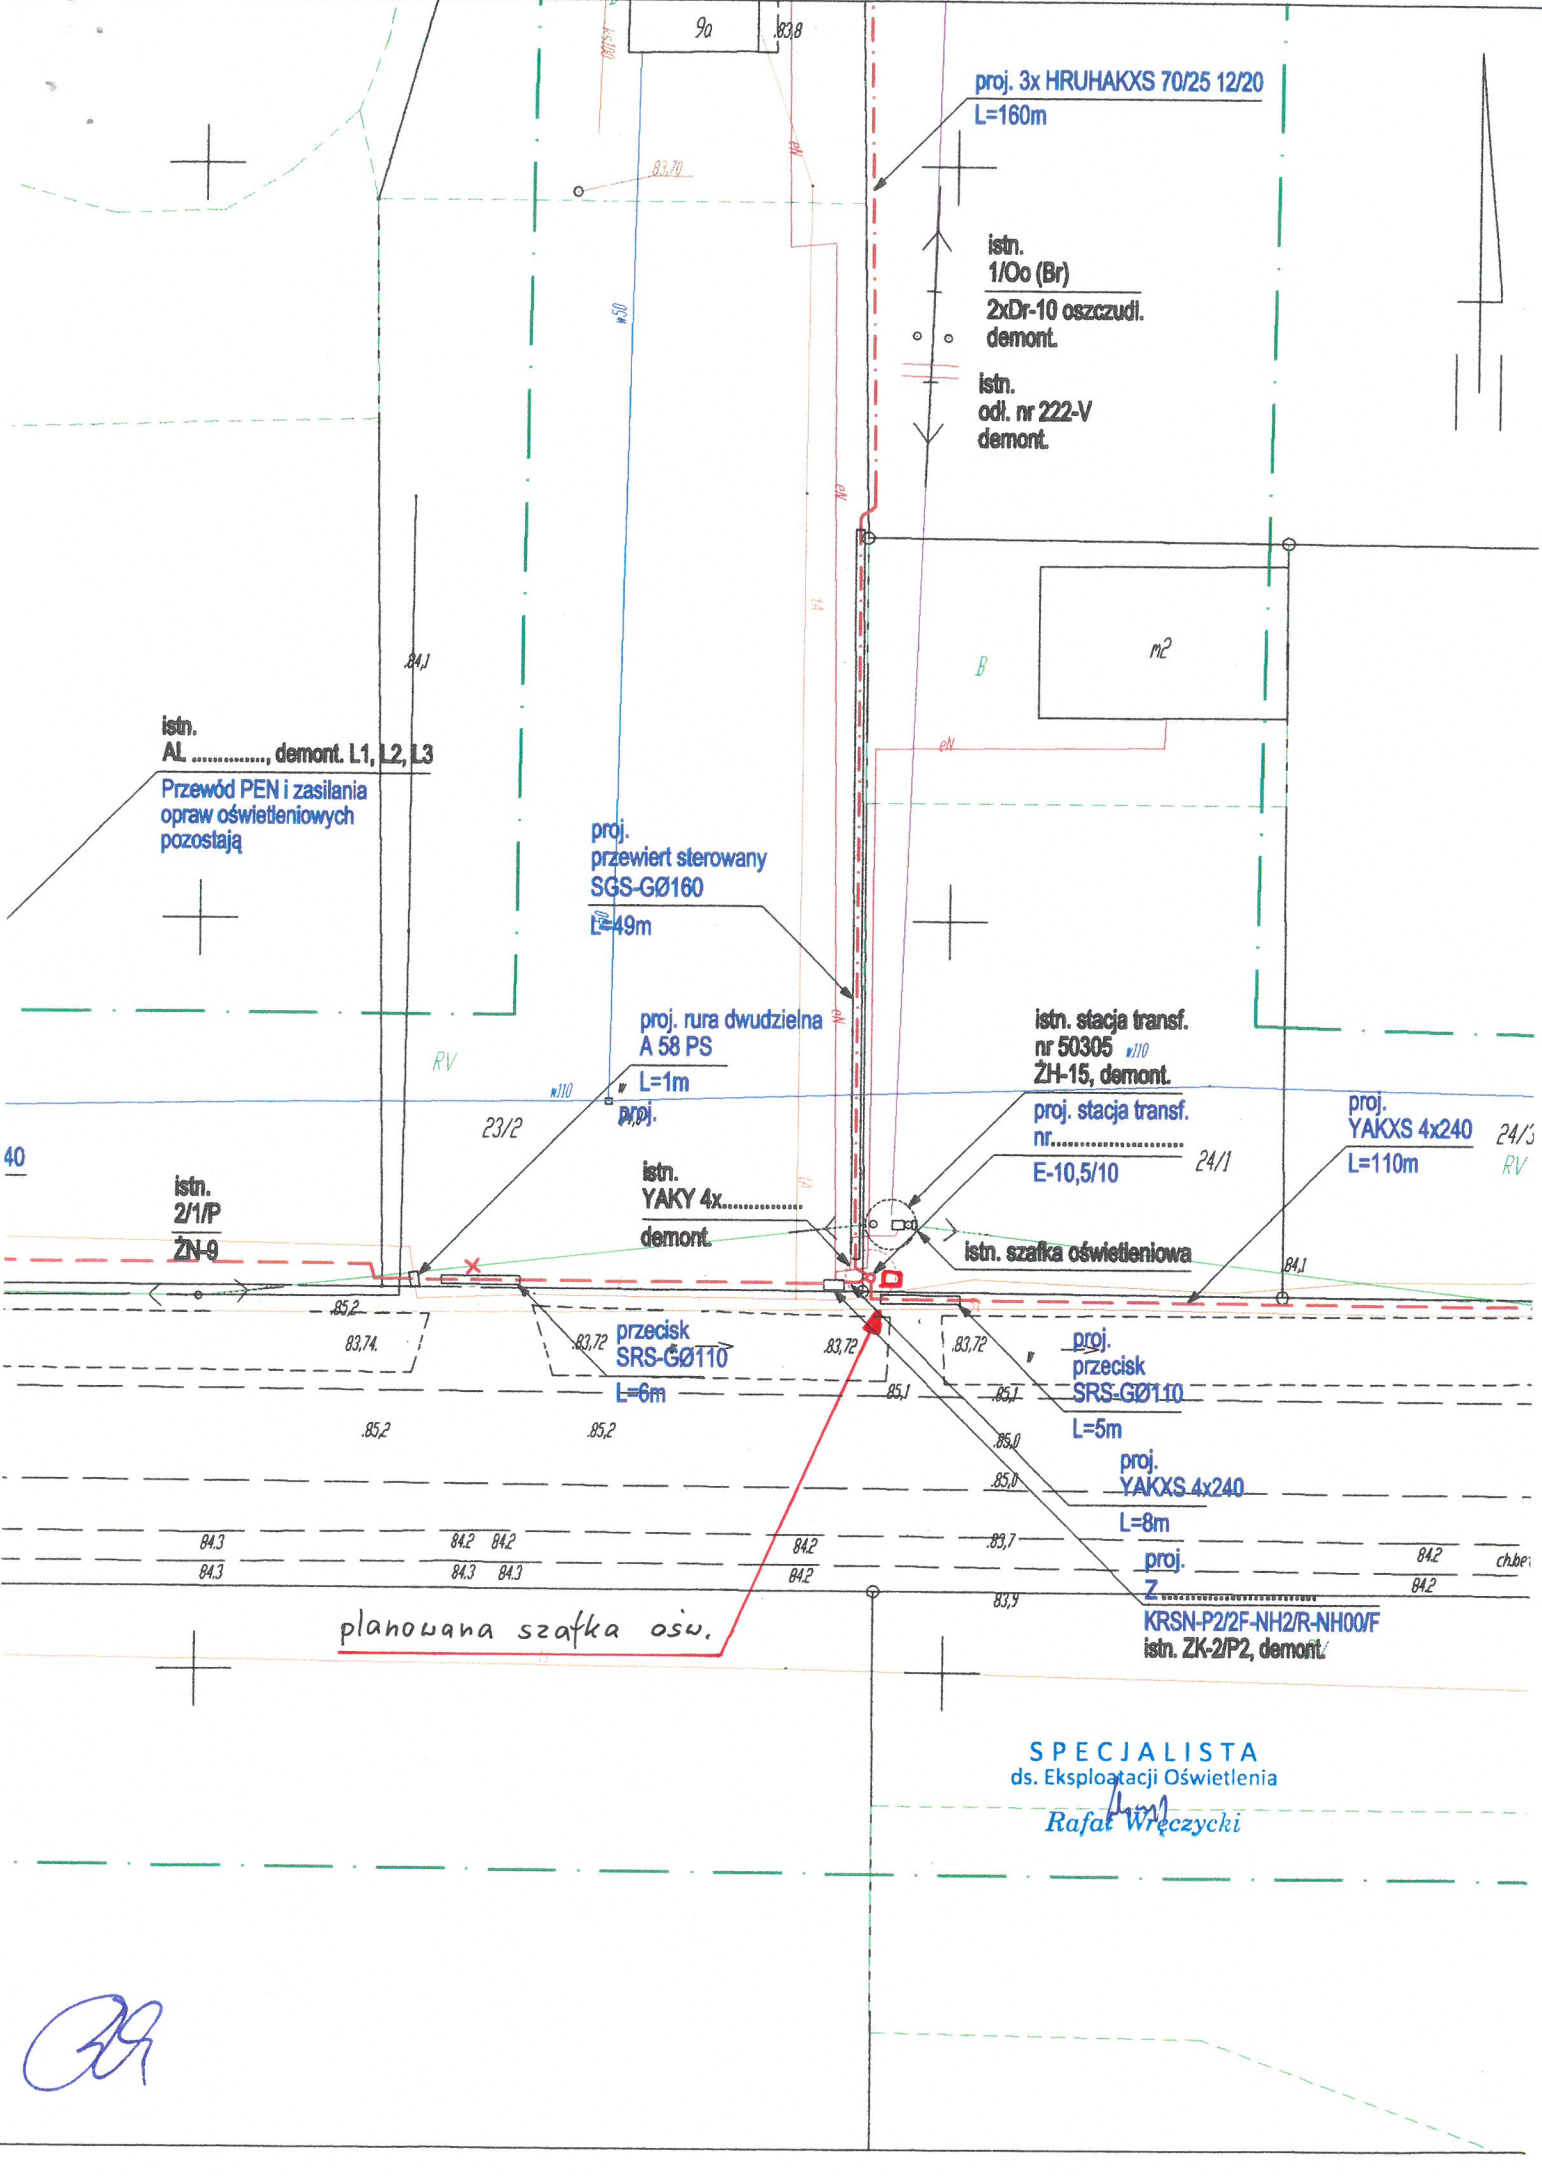 9a
83,8
ks100
proj. 3x HRUHAKXS 70/25 12/20
L=160m
eN
83,70
istn.
1/Oo (Br)
2xDr-10 oszczudł.
demont.
w50
istn.
odł. nr 222-V
demont.
eN
tA
84,1
B
m2
istn.
AL .............., demont. L1, L2, L3
Przewód PEN i zasilania
opraw oświetleniowych
pozostają
eN
proj.
przewiert sterowany
SGS-GØ160
L=49m
w50
proj. rura dwudzielna
A 58 PS
L=1m
proj.
eN
istn. stacja transf.
nr 50305
w110
ŻH-15, demont.
proj. stacja transf.
nr........................
E-10,5/10
RV
w110
w
23/2
24/1
proj.
YAKXS 4x240
L=110m
RV
40
istn.
2/1/P
ŻN-9
istn.
YAKY 4x...............
demont.
tA
istn. szafka oświetleniowa
84,1
85,2
83,74
83,72
przecisk
SRS-GØ110
L=6m
83,72
83,72
w
proj.
przecisk
SRS-GØ110
L=5m
85,1
85,1
85,2
85,2
85,0
85,0
proj.
YAKXS 4x240
L=8m
84.3
84.2
84.2
84.2
83,7
84.2
84.3
84.3
84.3
84.2
84.2
83,9
proj.
Z..............................
KRSN-P2/2F-NH2/R-NH00/F
istn. ZK-2/P2, demont.
planowana szafka ośw.
SPECJALISTA
ds. Eksploatacji Oświetlenia
Rafał Wręczycki